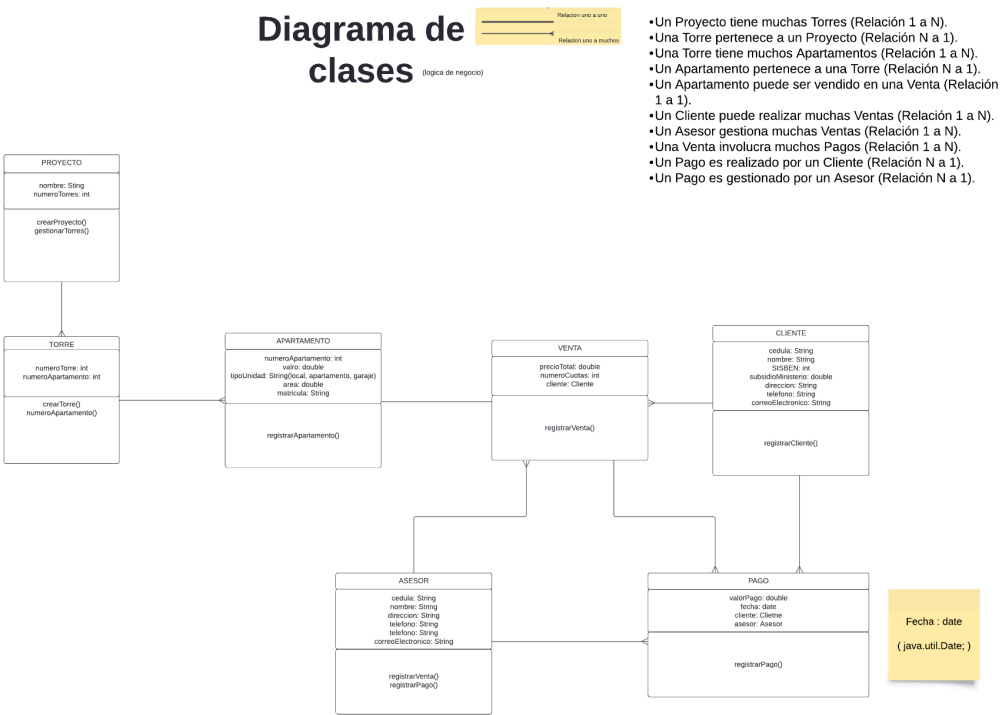 Diagrama de
clases
(logica de negocio)
Relacion uno a uno
Relacion uno a muchos
•Un Proyecto tiene muchas Torres (Relación 1 a N).
•Una Torre pertenece a un Proyecto (Relación N a 1).
•Una Torre tiene muchos Apartamentos (Relación 1 a N).
•Un Apartamento pertenece a una Torre (Relación N a 1).
•Un Apartamento puede ser vendido en una Venta (Relación
1 a 1).
•Un Cliente puede realizar muchas Ventas (Relación 1 a N).
•Un Asesor gestiona muchas Ventas (Relación 1 a N).
•Una Venta involucra muchos Pagos (Relación 1 a N).
•Un Pago es realizado por un Cliente (Relación N a 1).
•Un Pago es gestionado por un Asesor (Relación N a 1).
PROYECTO
nombre: Sting
numeroTorres: int
crearProyecto()
gestionarTorres()
TORRE
numeroTorre: int
numeroApartamento: int
crearTorre()
numeroApartamento()
APARTAMENTO
numeroApartamento: int
valro: double
tipoUnidad: String(local, apartamento, garaje)
area: double
matricula: String
registrarApartamento()
VENTA
precioTotal: double
numeroCuotas: int
cliente: Cliente
registrarVenta()
CLIENTE
cedula: String
nombre: String
SISBEN: int
subsidioMinisterio: double
direccion: String
telefono: String
correoElectronico: String
registrarCliente()
ASESOR
cedula: String
nombre: String
direccion: String
telefono: String
telefono: String
correoElectronico: String
registrarVenta()
registrarPago()
PAGO
valorPago: double
fecha: date
cliente: Clietne
asesor: Asesor
registrarPago()
Fecha : date
( java.util.Date; )